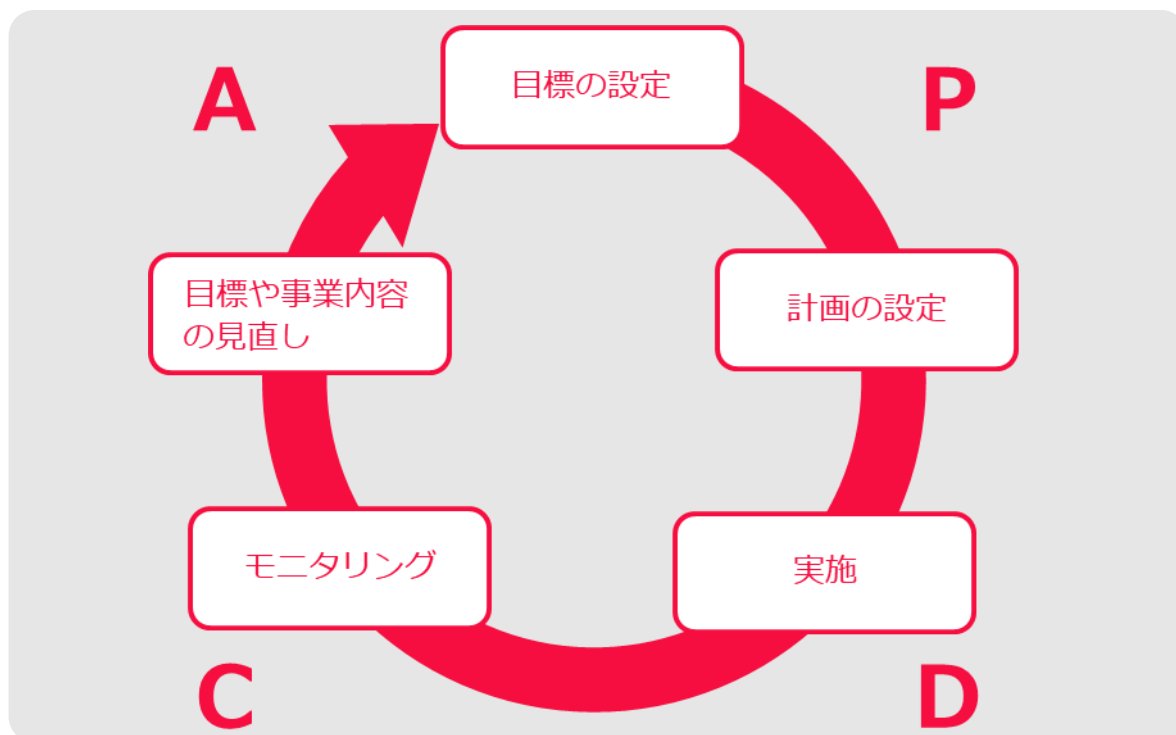 A
目標の設定
P
目標や事業内容
の見直し
計画の設定
モニタリング
実施
C
D